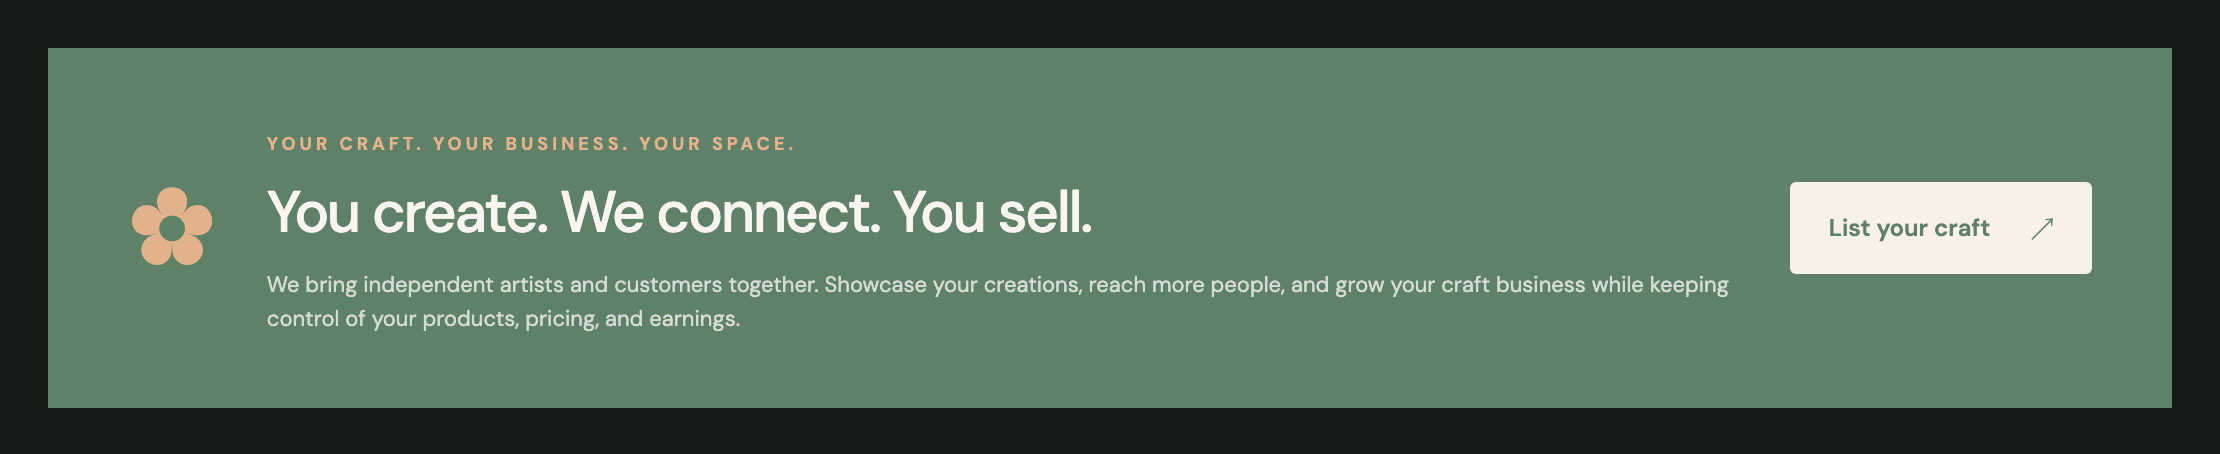 YOUR CRAFT. YOUR BUSINESS. YOUR SPACE.
You create. We connect. You sell.
We bring independent artists and customers together. Showcase your creations, reach more people, and grow your craft business while keeping
control of your products, pricing, and earnings.
List your craft